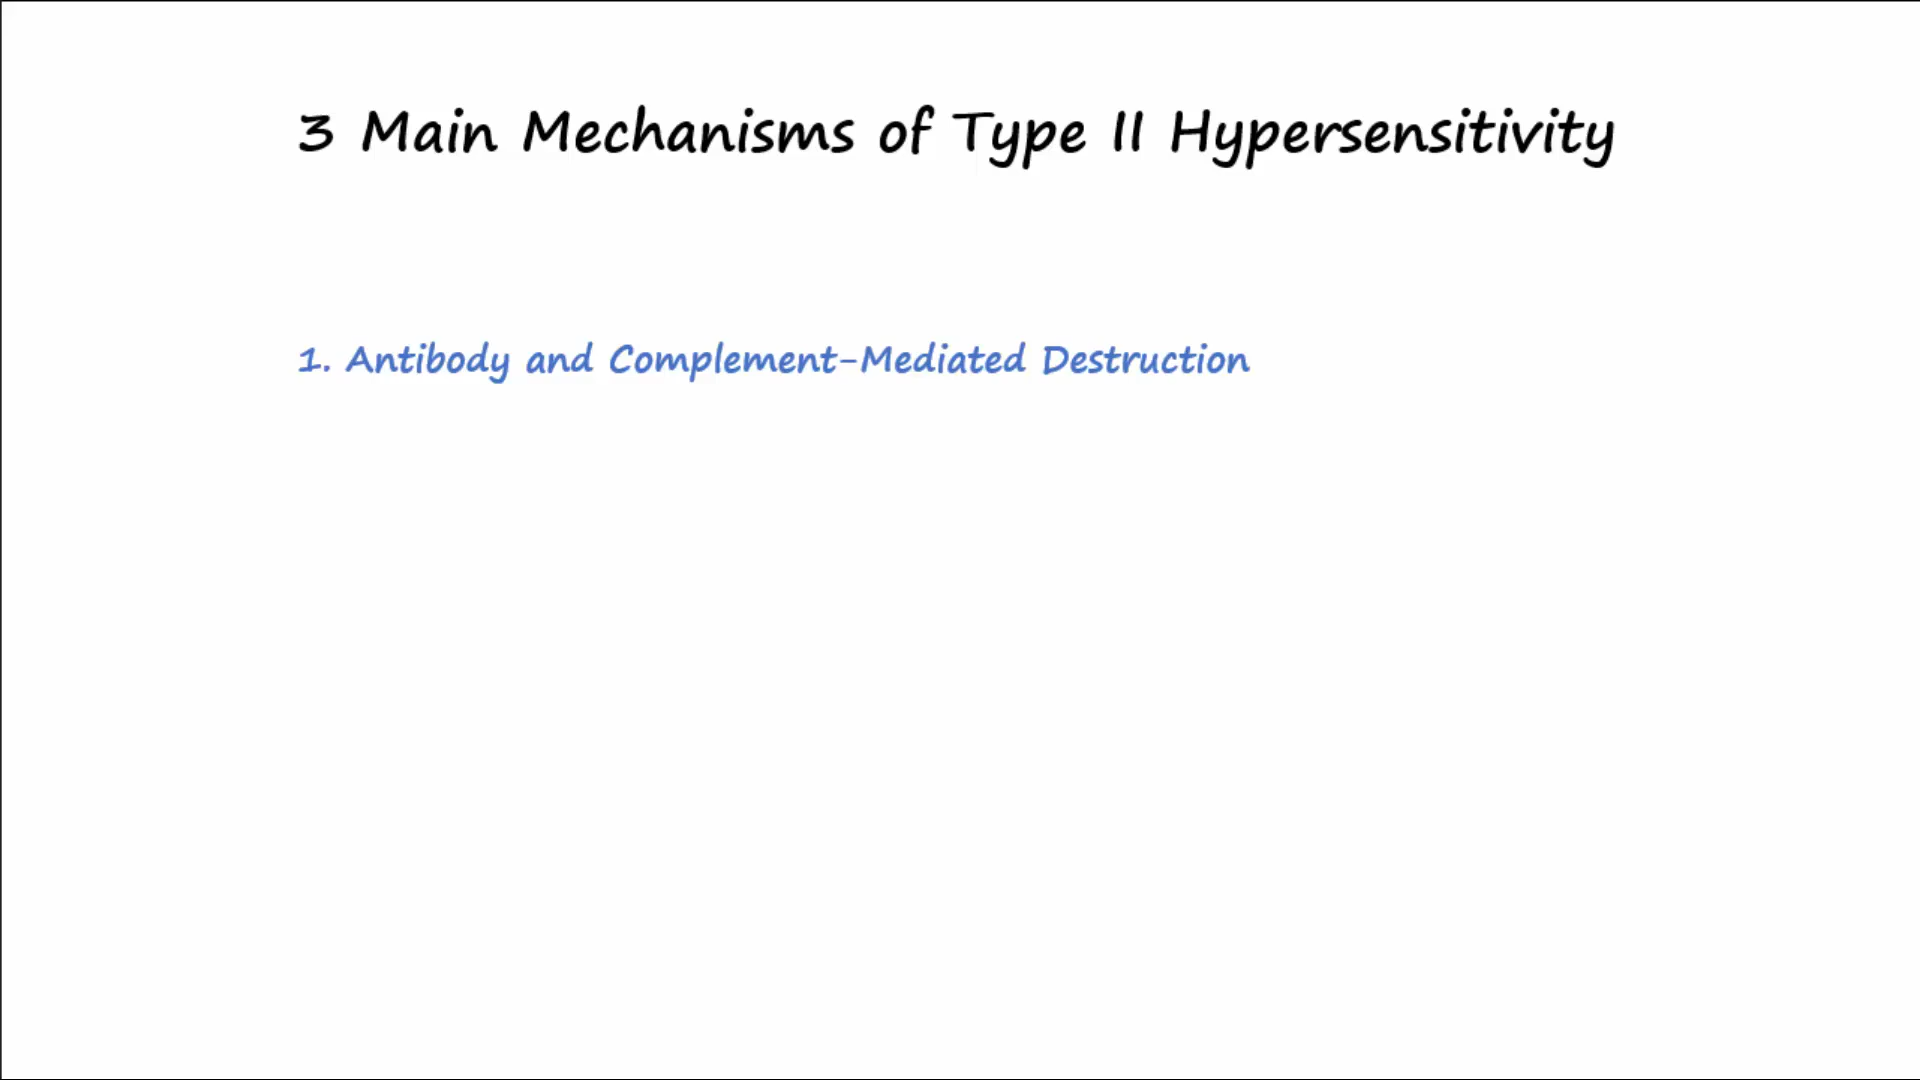 3 Main Mechanisms of Type II Hypersensitivity
1. Antibody and Complement-Mediated Destruction